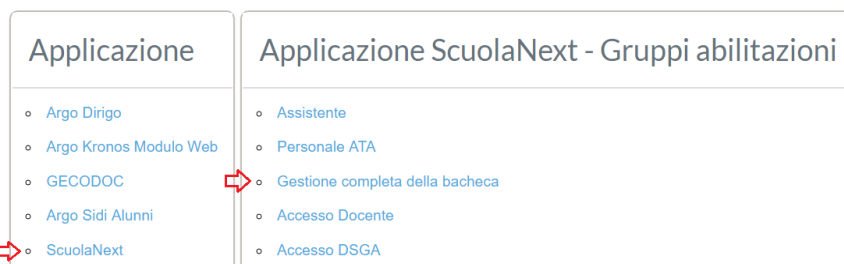 Applicazione
Argo Dirigo
Argo Kronos Modulo Web
GECODOC
Argo Sidi Alunni
ScuolaNext
Applicazione ScuolaNext - Gruppi abilitazioni
Assistente
Personale ATA
Gestione completa della bacheca
Accesso Docente
Accesso DSGA